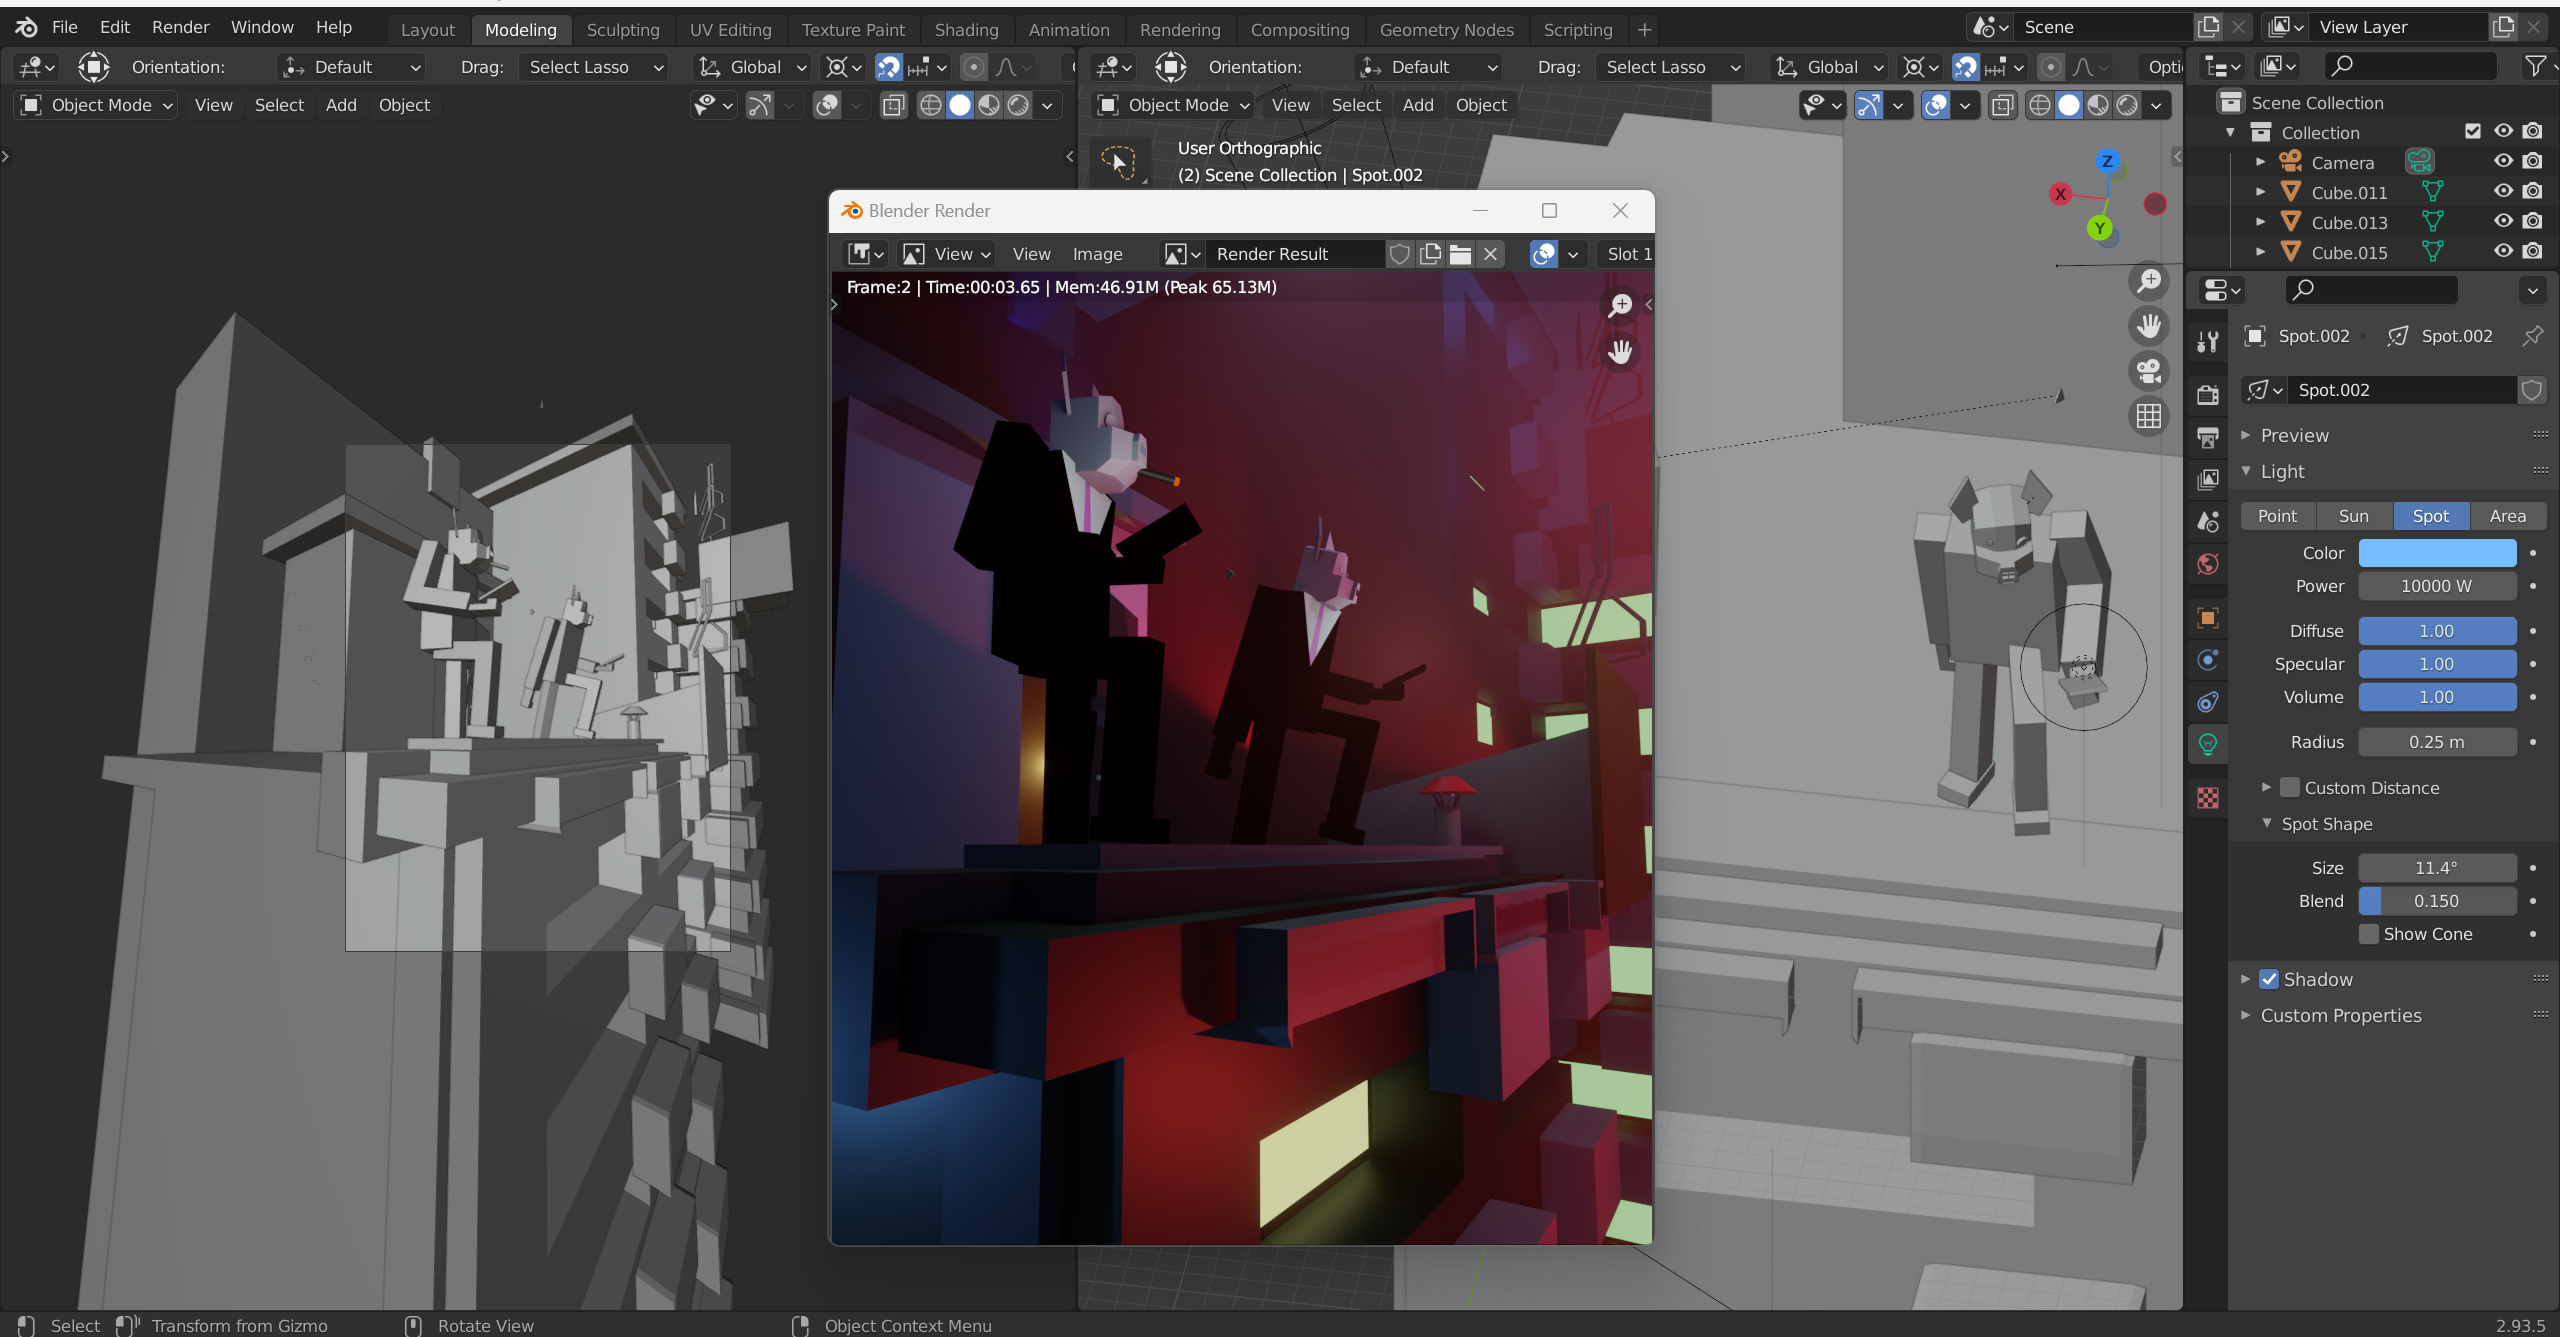 File Edit Render Window Help Layout Modeling Sculpting UV Editing Texture Paint Shading Animation Rendering Compositing Geometry Nodes Scripting + Scene View Layer
Orientation: Default Drag: Select Lasso Global
Orientation: Default Drag: Select Lasso Global Opti
Object Mode View Select Add Object
Object Mode View Select Add Object
User Orthographic
(2) Scene Collection | Spot.002
Z
X
Y
Blender Render
View View Image Render Result Slot 1
Frame:2 | Time:00:03.65 | Mem:46.91M (Peak 65.13M)
Scene Collection
Collection
Camera
Cube.011
Cube.013
Cube.015
Spot.002 Spot.002
Spot.002
Preview
Light
Point Sun Spot Area
Color
Power 10000 W
Diffuse 1.00
Specular 1.00
Volume 1.00
Radius 0.25 m
Custom Distance
Spot Shape
Size 11.4°
Blend 0.150
Show Cone
Shadow
Custom Properties
Select Transform from Gizmo Rotate View Object Context Menu 2.93.5